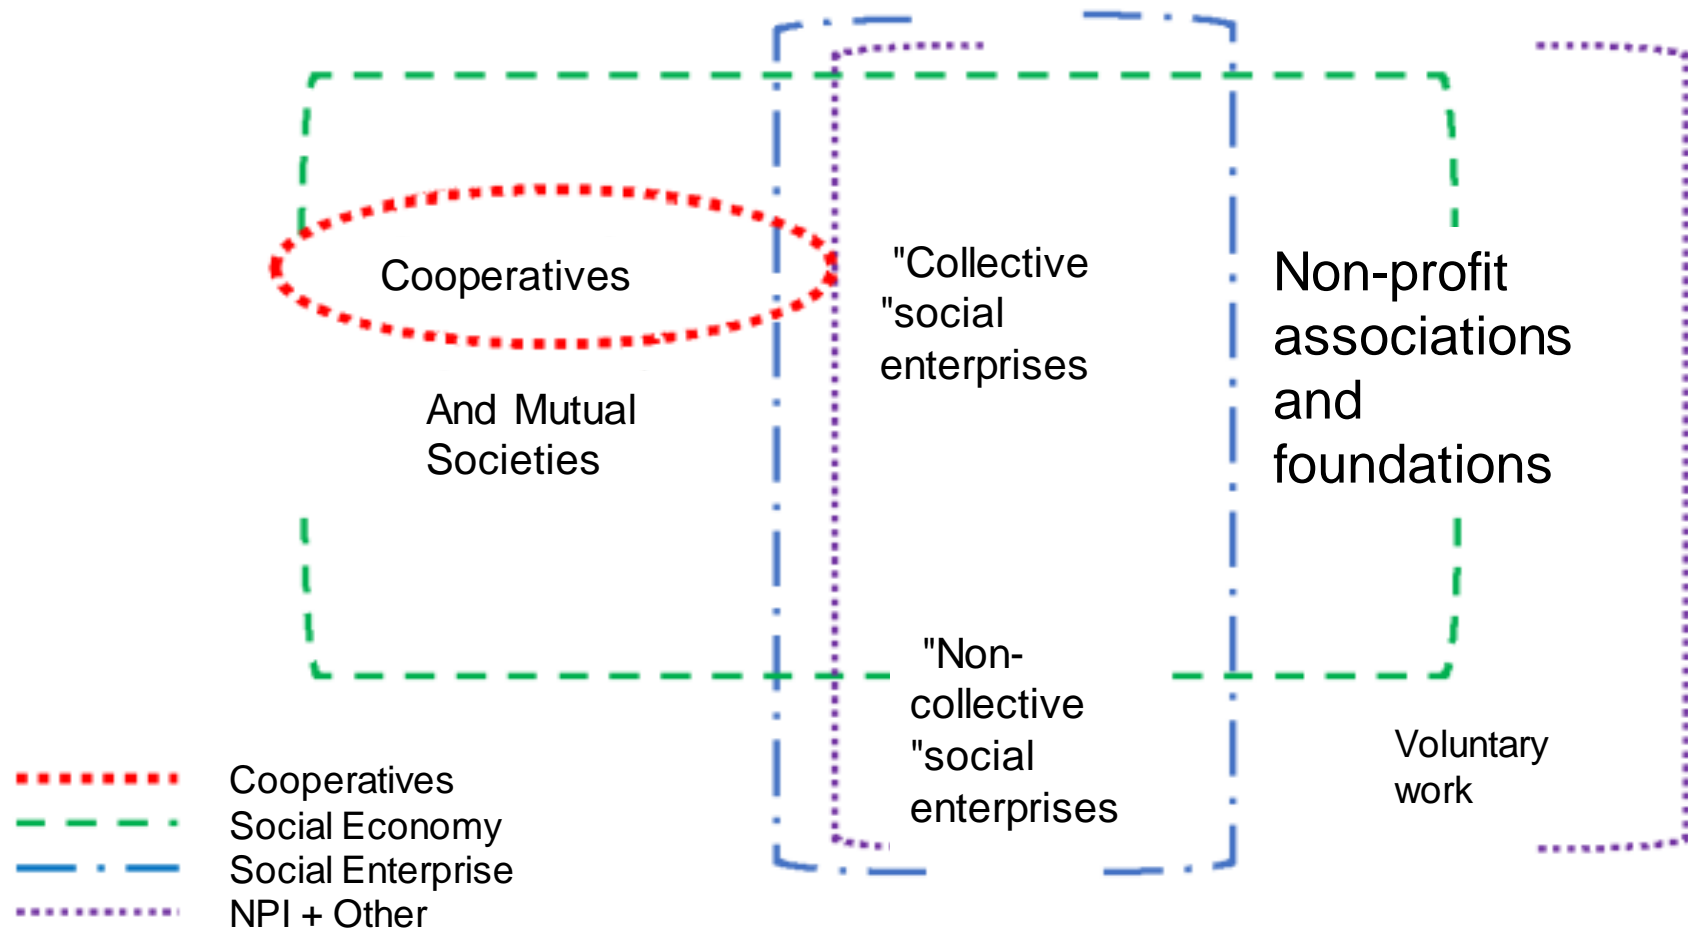 Cooperatives
And Mutual
Societies
"Collective
"social
enterprises
Non-profit
associations
and
foundations
"Non-
collective
"social
enterprises
Voluntary
work
Cooperatives
Social Economy
Social Enterprise
NPI + Other